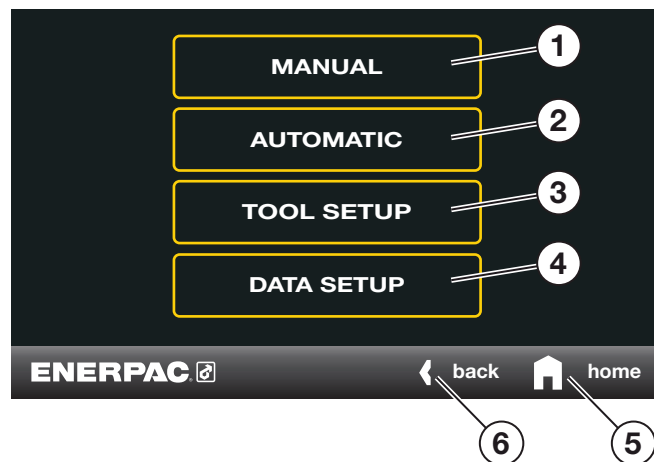 MANUAL
1
AUTOMATIC
2
TOOL SETUP
3
DATA SETUP
4
ENERPAC. back home
6 5